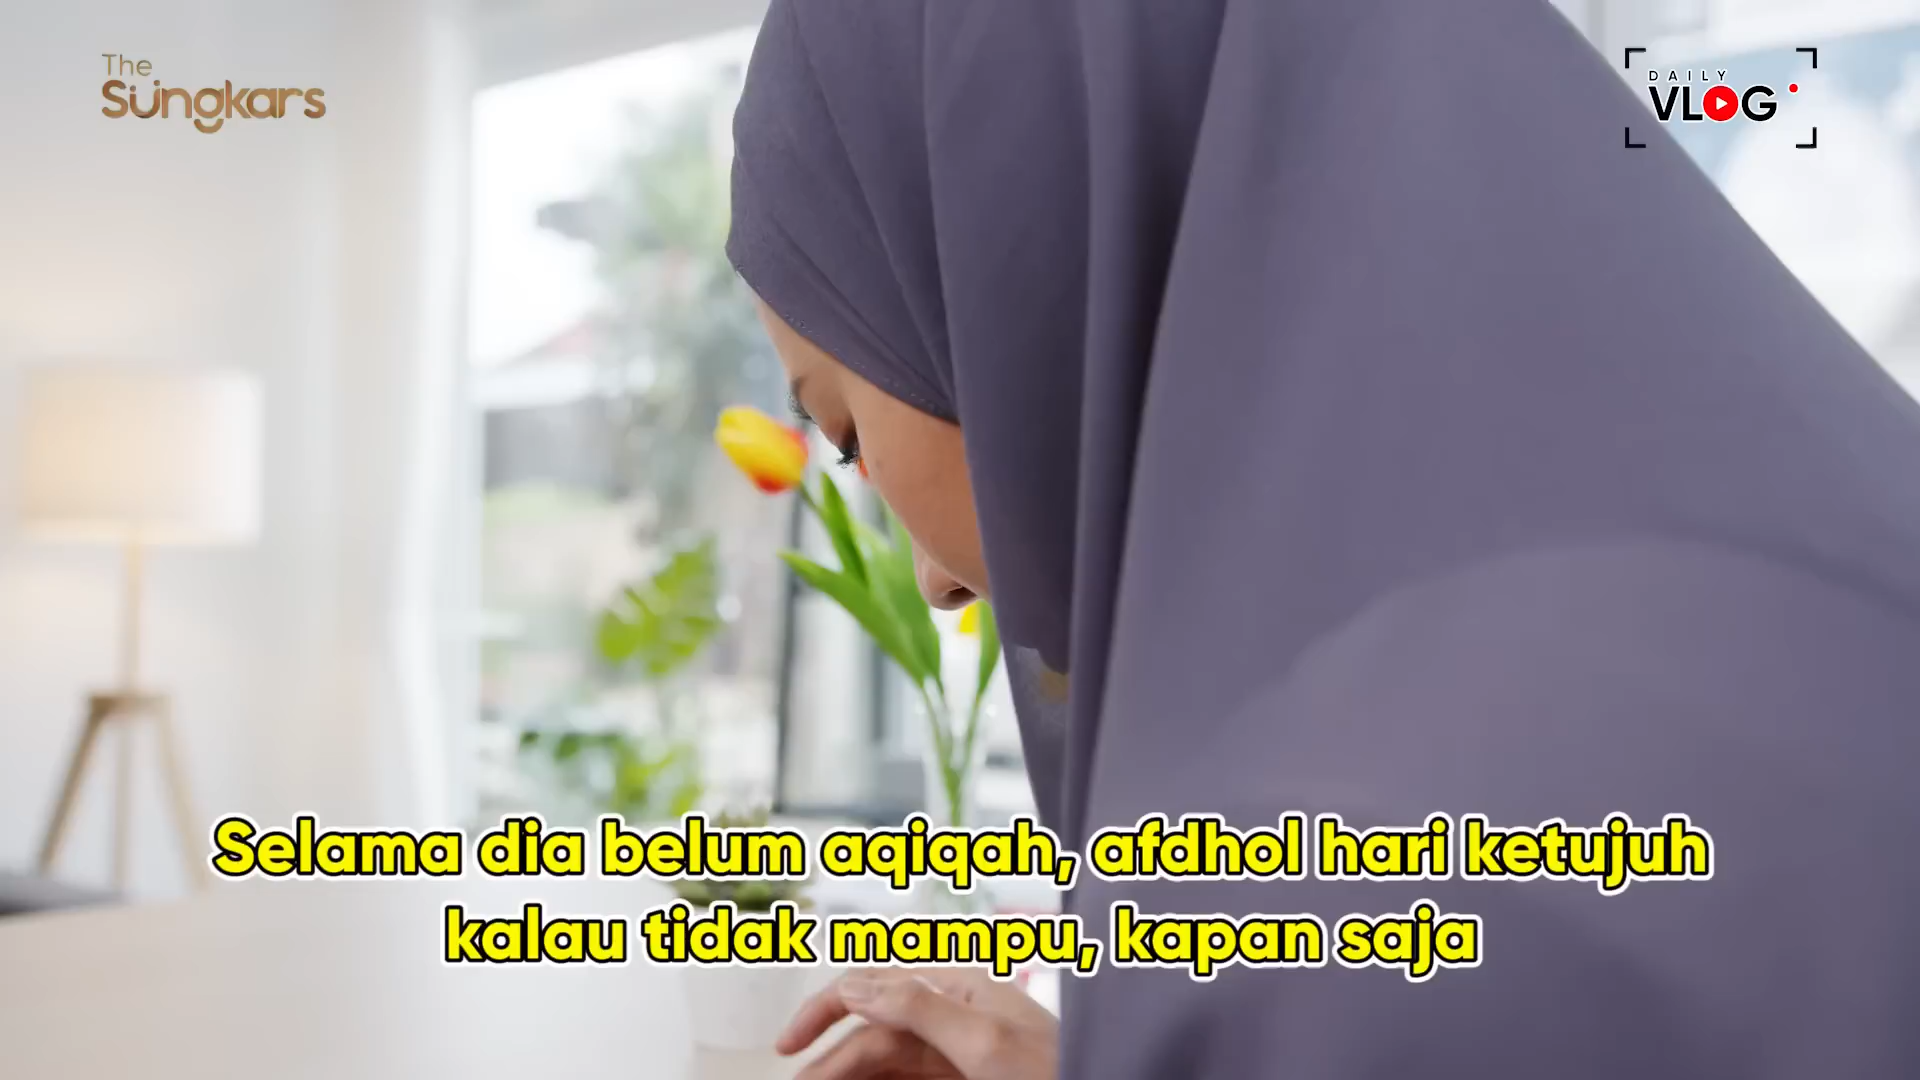 The
Sungkars
DAILY
VLOG
Selama dia belum aqiqah, afdhol hari ketujuh
kalau tidak mampu, kapan saja